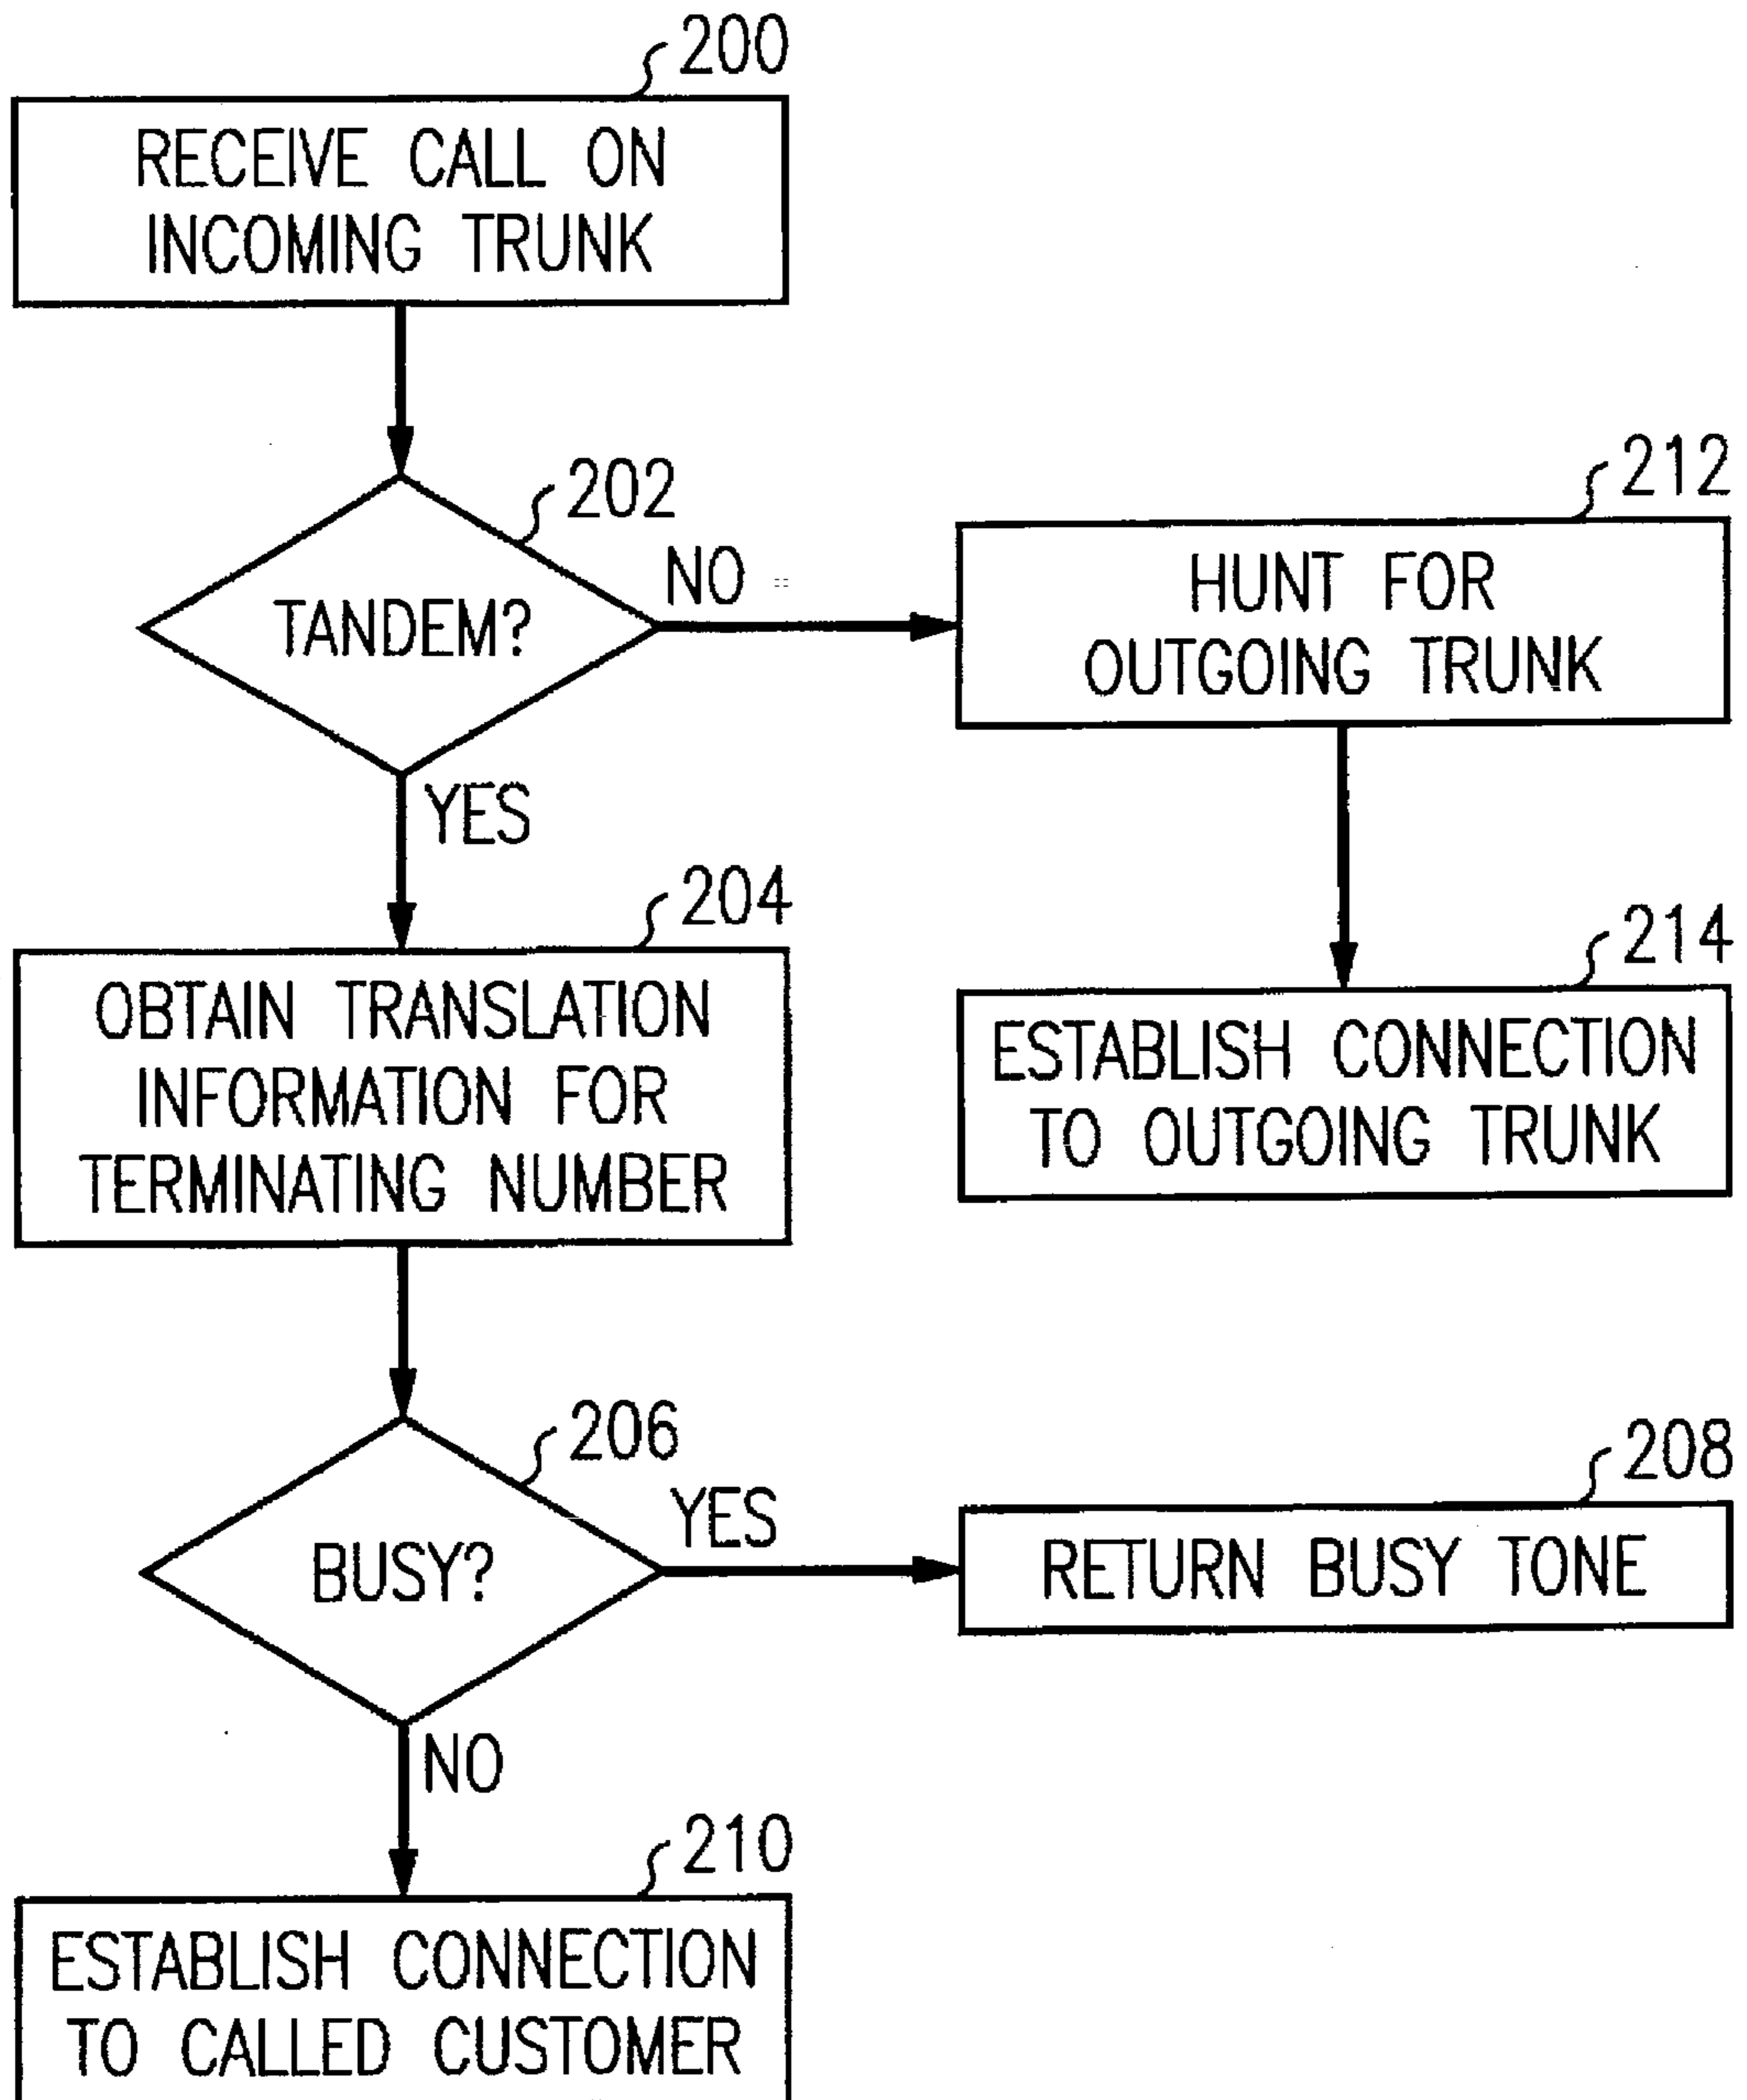 200
RECEIVE CALL ON
INCOMING TRUNK
202
TANDEM?
NO
YES
212
HUNT FOR
OUTGOING TRUNK
214
ESTABLISH CONNECTION
TO OUTGOING TRUNK
204
OBTAIN TRANSLATION
INFORMATION FOR
TERMINATING NUMBER
206
BUSY?
YES
NO
208
RETURN BUSY TONE
210
ESTABLISH CONNECTION
TO CALLED CUSTOMER